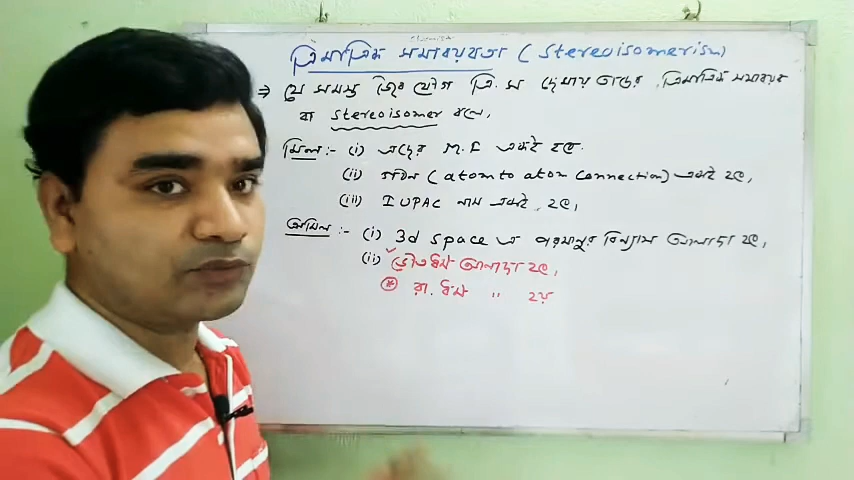 ত্রিমাত্রিক সমাবয়বতা (Stereoisomerism)
⇒ যে সমস্ত জৈব যৌগ ত্রি. স দেখায় তাদের ত্রিমাত্রিক সমাবয়ব
বা Stereoisomer বলে,
মিল :- (i) এদের M.F একই হবে.
(ii) গঠন (atom to atom connection) একই হবে,
(iii) IUPAC নাম একই হবে,
অমিল :- (i) 3d space এ পরমাণুর বিন্যাস আলাদা হবে,
(ii) ভৌতধর্ম আলাদা হবে,
* রা. ধর্ম " হয়